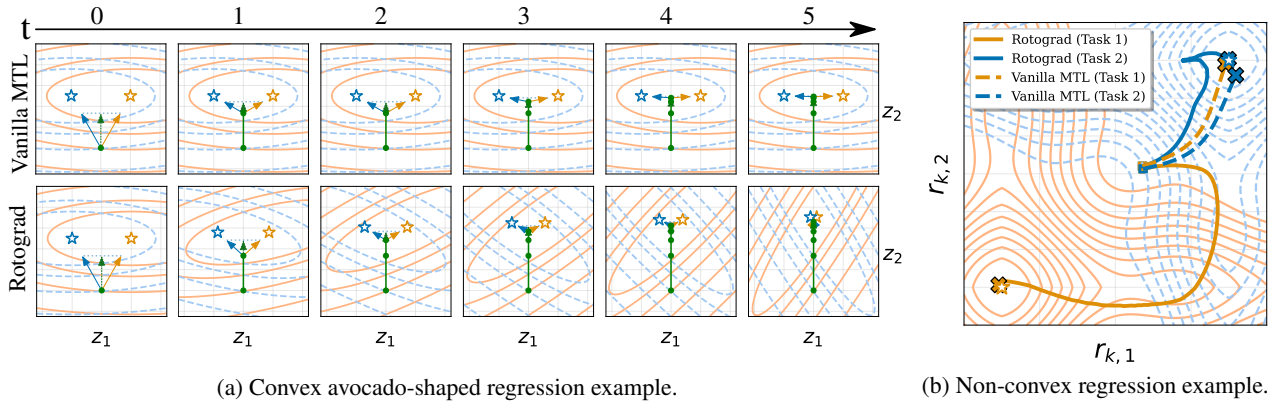 t 0 1 2 3 4 5
Vanilla MTL
z₂
Rotograd
z₂
z₁ z₁ z₁ z₁ z₁ z₁
(a) Convex avocado-shaped regression example.
Rotograd (Task 1)
Rotograd (Task 2)
Vanilla MTL (Task 1)
Vanilla MTL (Task 2)
rₖ,₂
rₖ,₁
(b) Non-convex regression example.